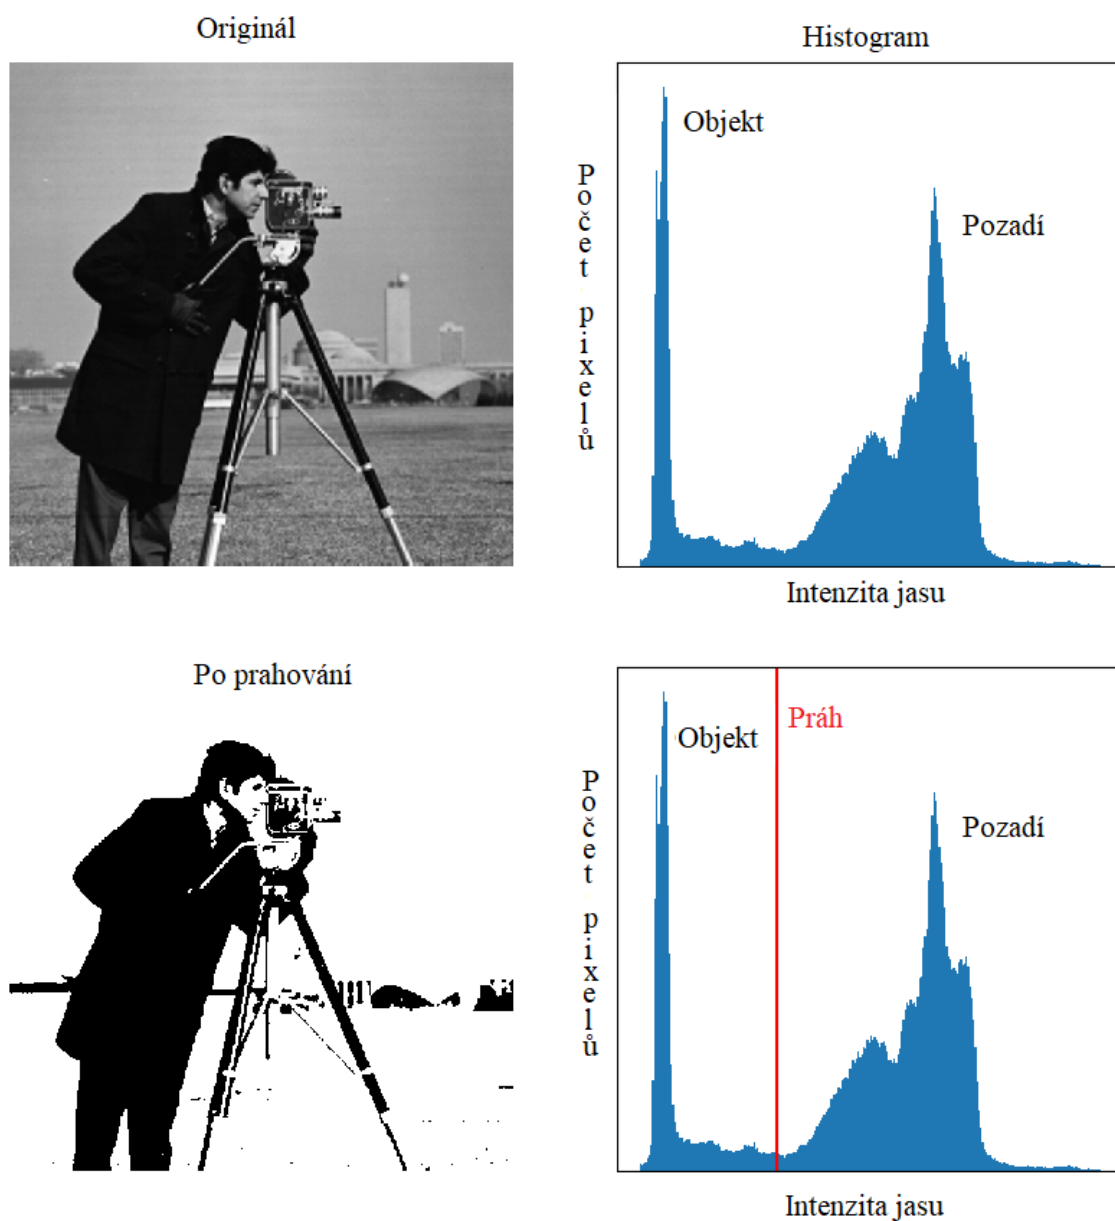 Originál
Histogram
Objekt
Pozadí
Počet pixelů
Intenzita jasu
Po prahování
Práh
Objekt
Pozadí
Počet pixelů
Intenzita jasu